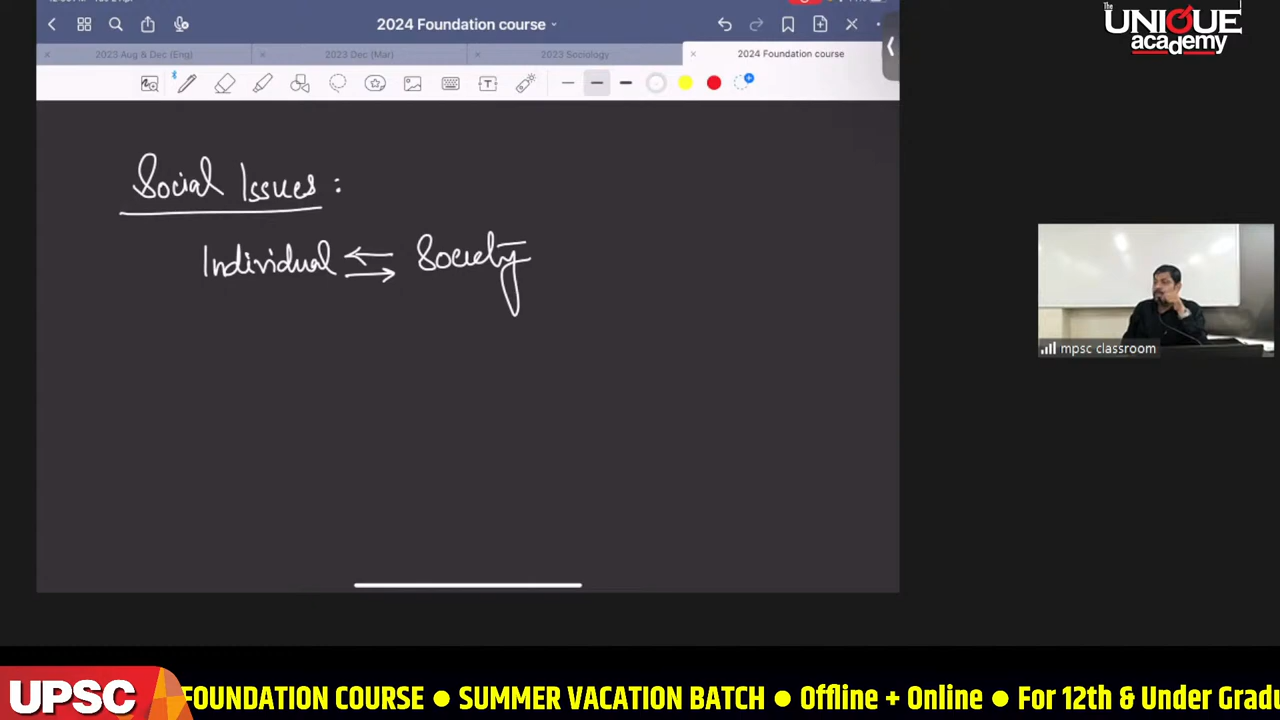 The
UNIQUE
academy
2024 Foundation course
2023 Aug & Dec (Eng)
2023 Dec (Mar)
2023 Sociology
2024 Foundation course
T
Social Issues :
Individual ⇆ Society
mpsc classroom
UPSC
FOUNDATION COURSE ● SUMMER VACATION BATCH ● Offline + Online ● For 12th & Under Gradu